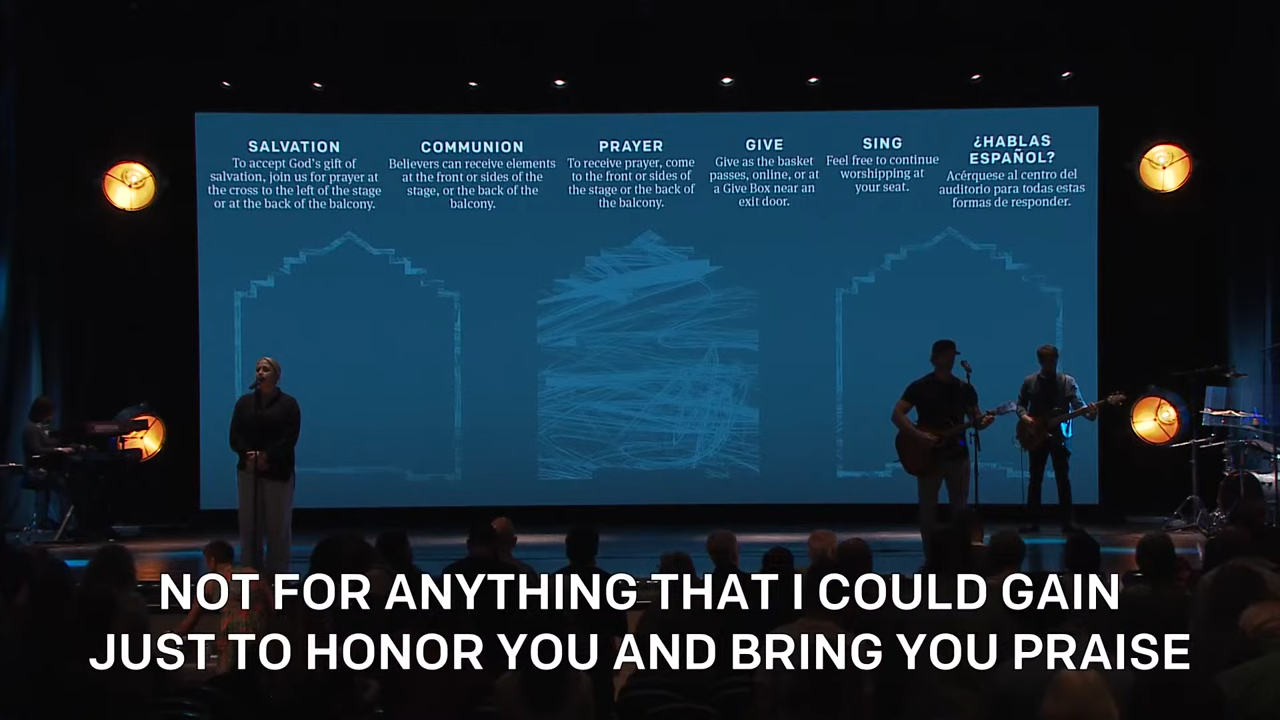 SALVATION
To accept God's gift of
salvation, join us for prayer at
the cross to the left of the stage
or at the back of the balcony.
COMMUNION
Believers can receive elements
at the front or sides of the
stage, or the back of the
balcony.
PRAYER
To receive prayer, come
to the front or sides of
the stage or the back of
the balcony.
GIVE
Give as the basket
passes, online, or at
a Give Box near an
exit door.
SING
Feel free to continue
worshipping at
your seat.
¿HABLAS
ESPAÑOL?
Acérquese al centro del
auditorio para todas estas
formas de responder.
NOT FOR ANYTHING THAT I COULD GAIN
JUST TO HONOR YOU AND BRING YOU PRAISE